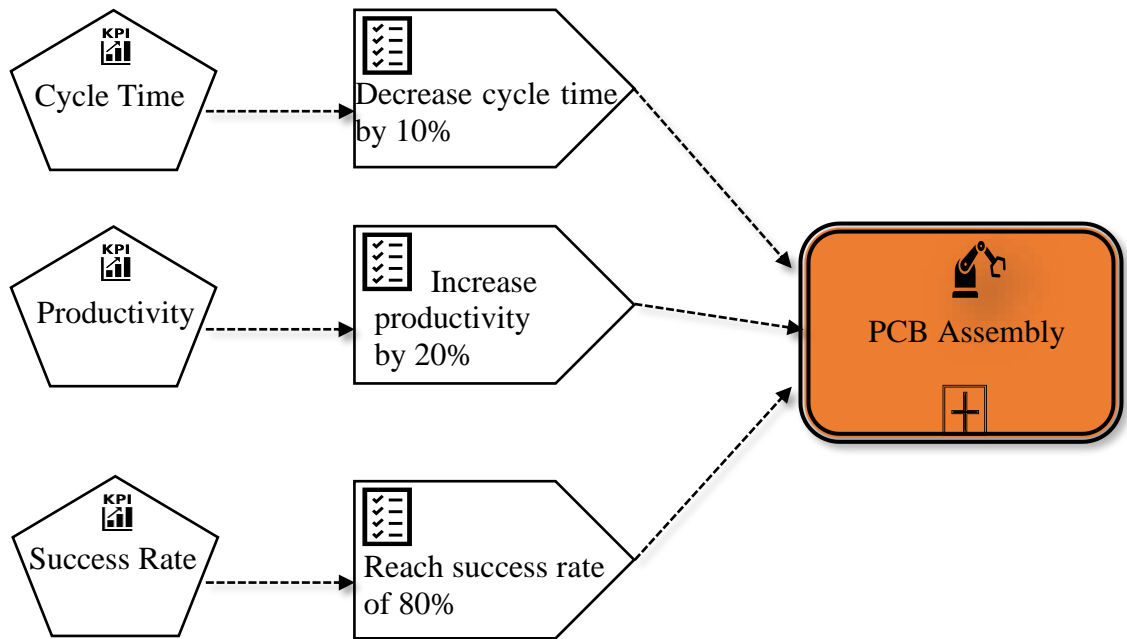 KPI
Cycle Time
Decrease cycle time
by 10%
KPI
Productivity
Increase
productivity
by 20%
PCB Assembly
KPI
Success Rate
Reach success rate
of 80%